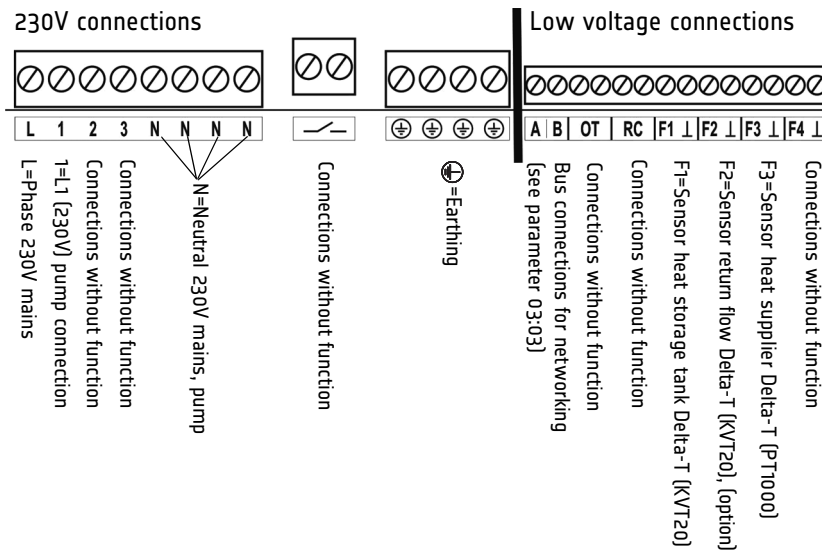 230V connections
Low voltage connections
L 1 2 3 N N N N
A B OT RC F1 ⊥ F2 ⊥ F3 ⊥ F4 ⊥
L=Phase 230V mains
1=L1 (230V) pump connection
Connections without function
Connections without function
N=Neutral 230V mains, pump
Connections without function
=Earthing
(see parameter 03:03)
Bus connections for networking
Connections without function
Connections without function
F1=Sensor heat storage tank Delta-T (KVT20)
F2=Sensor return flow Delta-T (KVT20), (option)
F3=Sensor heat supplier Delta-T (PT1000)
Connections without function